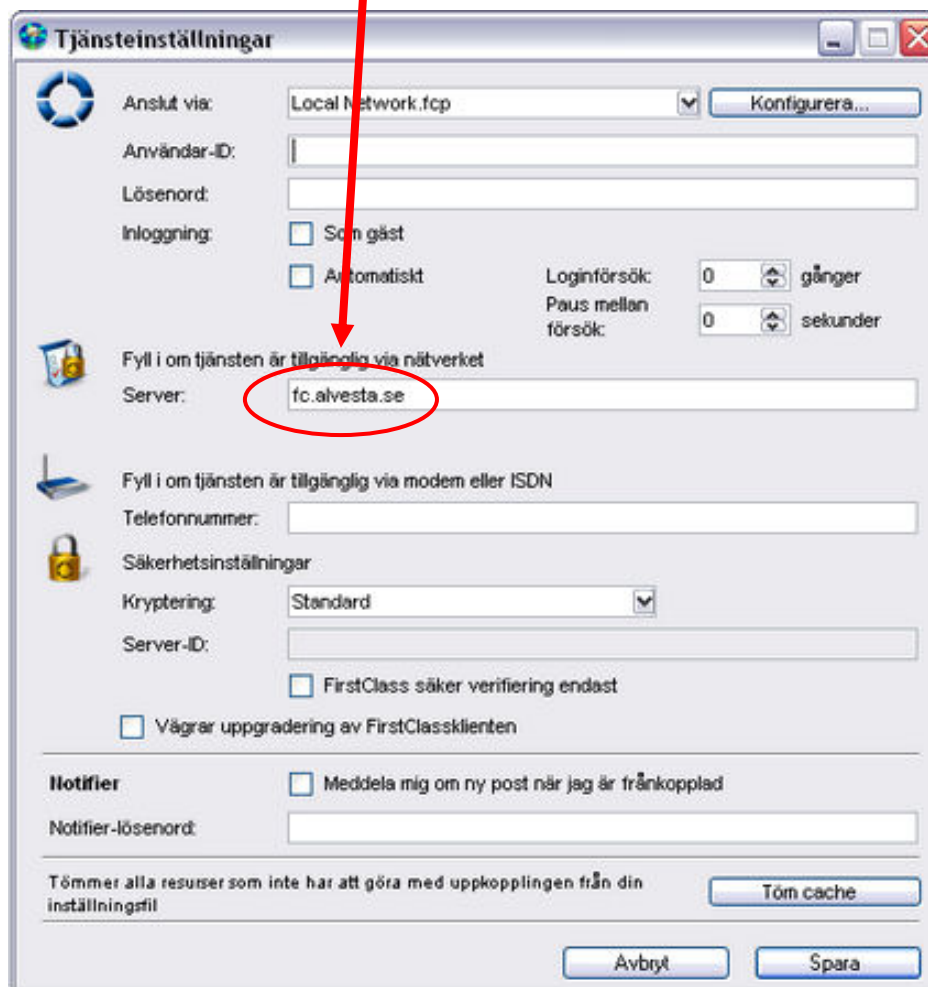 Tjänsteinställningar
Anslut via: Local Network.fcp Konfigurera...
Användar-ID:
Lösenord:
Inloggning: Som gäst
Automatiskt Loginförsök: 0 gånger
Paus mellan försök: 0 sekunder
Fyll i om tjänsten är tillgänglig via nätverket
Server: fc.alvesta.se
Fyll i om tjänsten är tillgänglig via modem eller ISDN
Telefonnummer:
Säkerhetsinställningar
Kryptering: Standard
Server-ID:
FirstClass säker verifiering endast
Vägrar uppgradering av FirstClassklienten
Notifier Meddela mig om ny post när jag är frånkopplad
Notifier-lösenord:
Tömmer alla resurser som inte har att göra med uppkopplingen från din
inställningsfil
Töm cache
Avbryt Spara